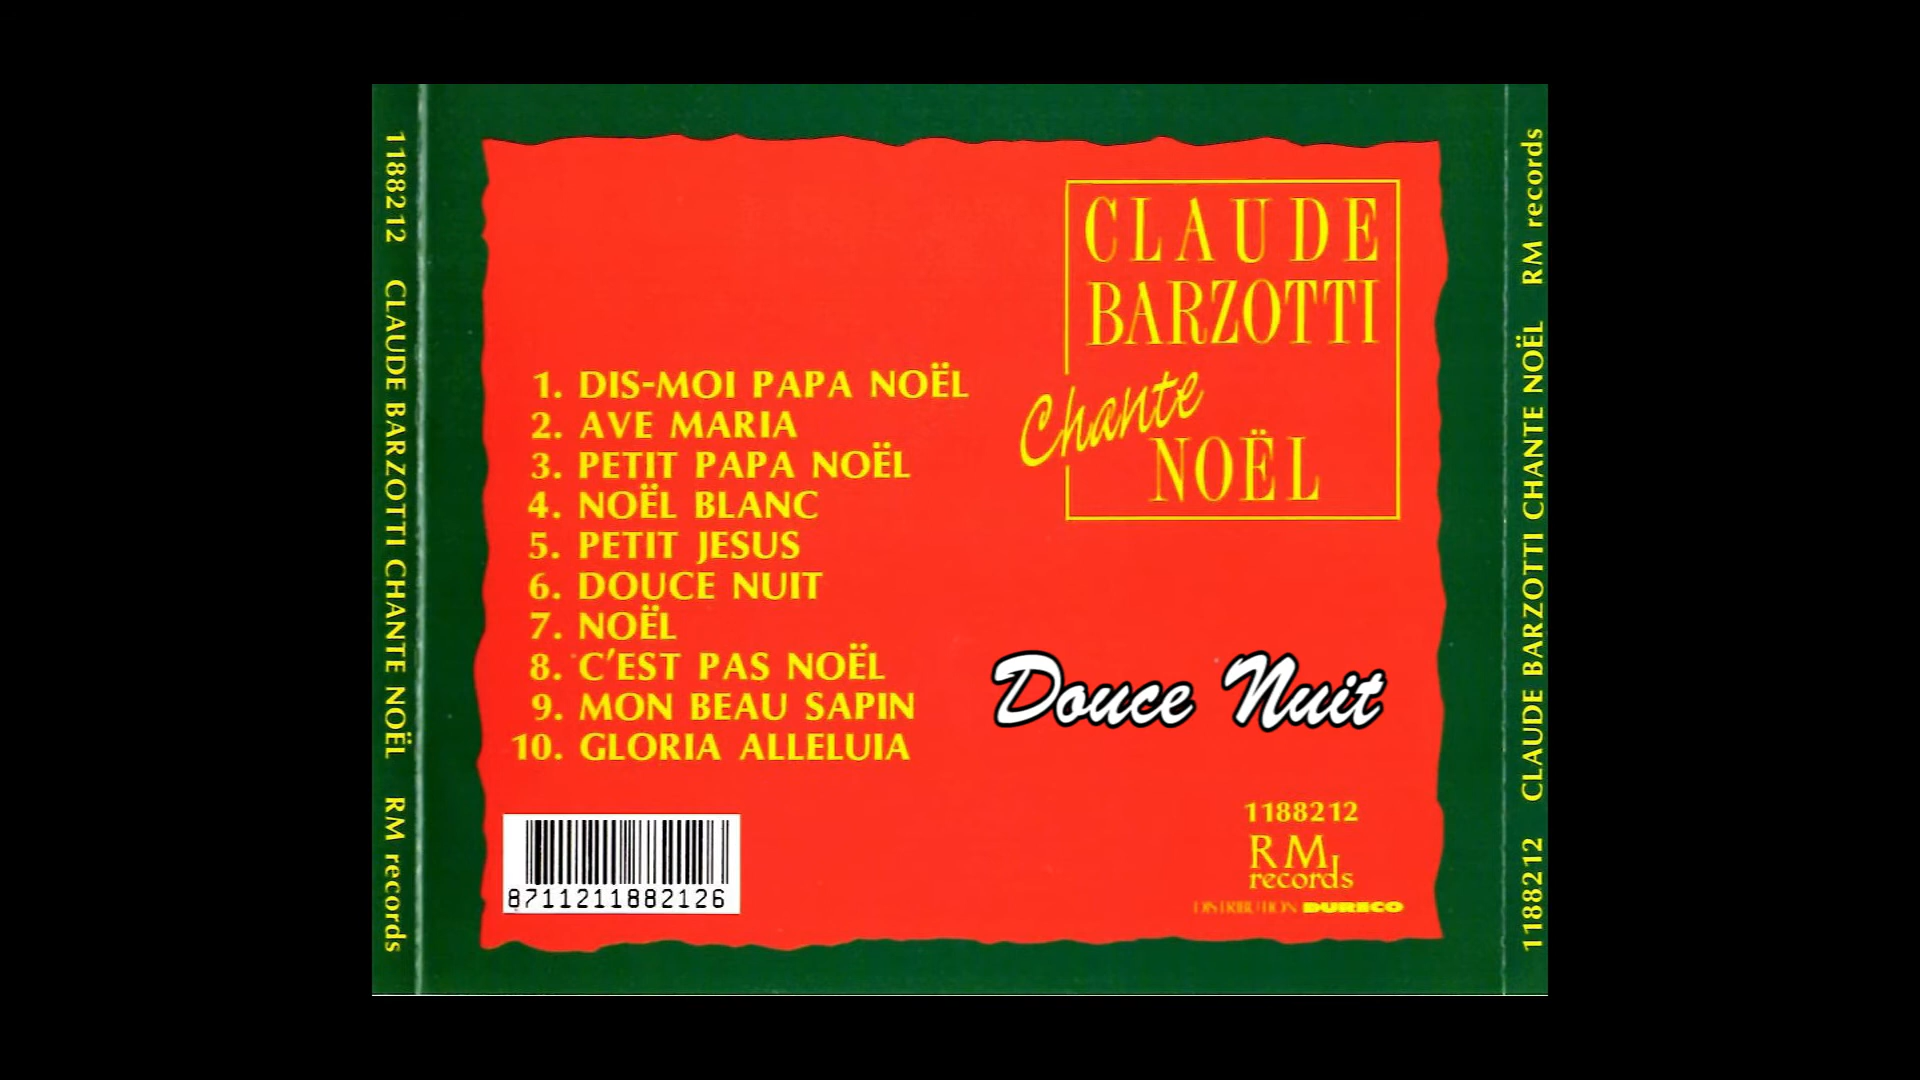 1188212 CLAUDE BARZOTTI CHANTE NOËL RM records
CLAUDE
BARZOTTI
Chante
NOËL
1. DIS-MOI PAPA NOËL
2. AVE MARIA
3. PETIT PAPA NOËL
4. NOËL BLANC
5. PETIT JESUS
6. DOUCE NUIT
7. NOËL
8. C'EST PAS NOËL
9. MON BEAU SAPIN
10. GLORIA ALLELUIA
Douce Nuit
8711211882126
1188212
RM
records
DISTRIBUTION DURECO
1188212 CLAUDE BARZOTTI CHANTE NOËL RM records